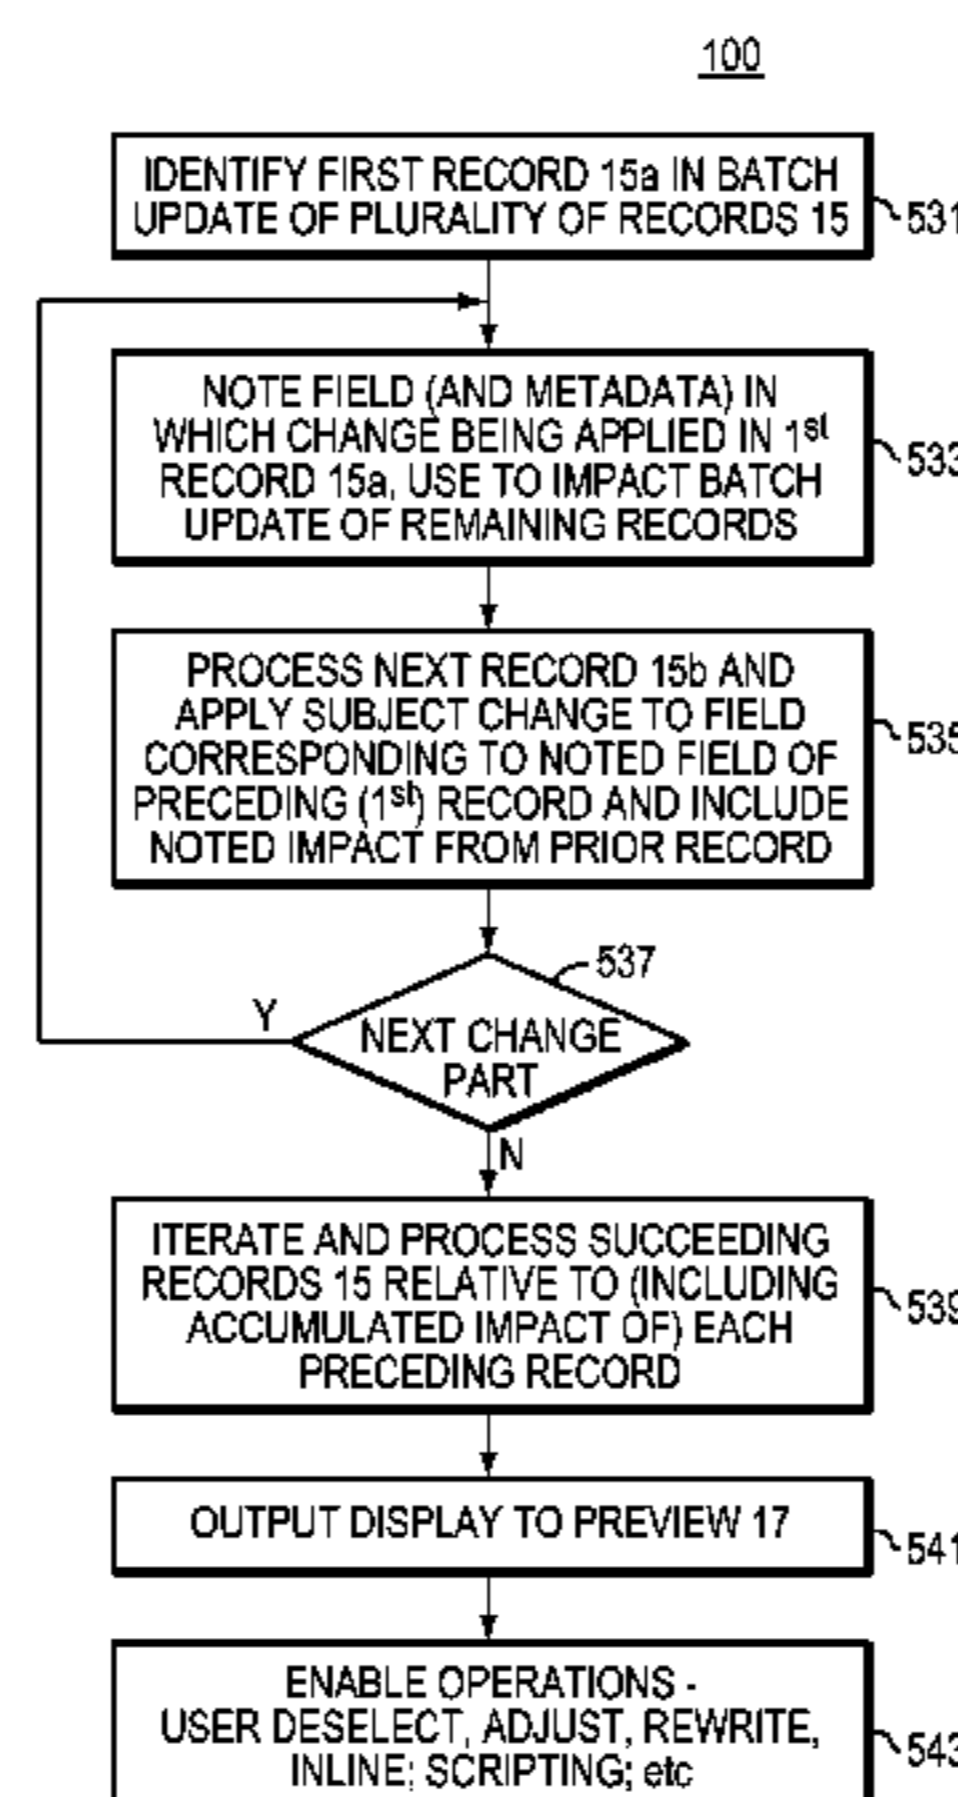 100
IDENTIFY FIRST RECORD 15a IN BATCH
UPDATE OF PLURALITY OF RECORDS 15
531
NOTE FIELD (AND METADATA) IN
WHICH CHANGE BEING APPLIED IN 1st
RECORD 15a, USE TO IMPACT BATCH
UPDATE OF REMAINING RECORDS
533
PROCESS NEXT RECORD 15b AND
APPLY SUBJECT CHANGE TO FIELD
CORRESPONDING TO NOTED FIELD OF
PRECEDING (1st) RECORD AND INCLUDE
NOTED IMPACT FROM PRIOR RECORD
535
537
Y
NEXT CHANGE
PART
N
ITERATE AND PROCESS SUCCEEDING
RECORDS 15 RELATIVE TO (INCLUDING
ACCUMULATED IMPACT OF) EACH
PRECEDING RECORD
539
OUTPUT DISPLAY TO PREVIEW 17
541
ENABLE OPERATIONS -
USER DESELECT, ADJUST, REWRITE,
INLINE; SCRIPTING; etc
543